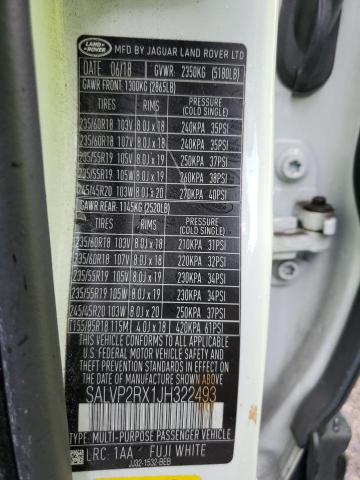 LAND ROVER MFD BY JAGUAR LAND ROVER LTD
DATE: 06/18 GVWR: 2350KG (5180LB)
GAWR FRONT: 1300KG (2865LB)
TIRES RIMS PRESSURE (COLD SINGLE)
235/60R18 103V 8.0J x 18 240KPA 35PSI
235/60R18 107V 8.0J x 18 240KPA 35PSI
235/55R19 105V 8.0J x 19 250KPA 37PSI
235/55R19 105W 8.0J x 19 260KPA 38PSI
245/45R20 103W 8.0J x 20 270KPA 40PSI
GAWR REAR: 1145KG (2520LB)
TIRES RIMS PRESSURE (COLD SINGLE)
235/60R18 103V 8.0J x 18 210KPA 31PSI
235/60R18 107V 8.0J x 18 210KPA 31PSI
235/55R19 105V 8.0J x 19 230KPA 34PSI
235/55R19 105W 8.0J x 19 230KPA 34PSI
245/45R20 103W 8.0J x 20 250KPA 37PSI
T155/85R18 115M 4.0J x 18 420KPA 61PSI
THIS VEHICLE CONFORMS TO ALL APPLICABLE
FEDERAL MOTOR VEHICLE SAFETY AND
THEFT PREVENTION STANDARDS IN EFFECT
ON THE DATE OF MANUFACTURE SHOWN ABOVE
SALVP2RX1JH322493
TYPE: MULTI-PURPOSE PASSENGER VEHICLE
LRC: 1AA FUJI WHITE
JJ32-1532-BEB